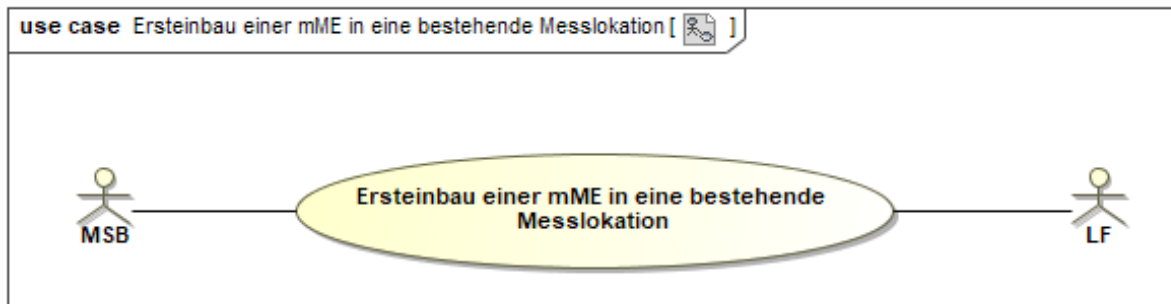 use case Ersteinbau einer mME in eine bestehende Messlokation [ ]
Ersteinbau einer mME in eine bestehende
Messlokation
MSB
LF